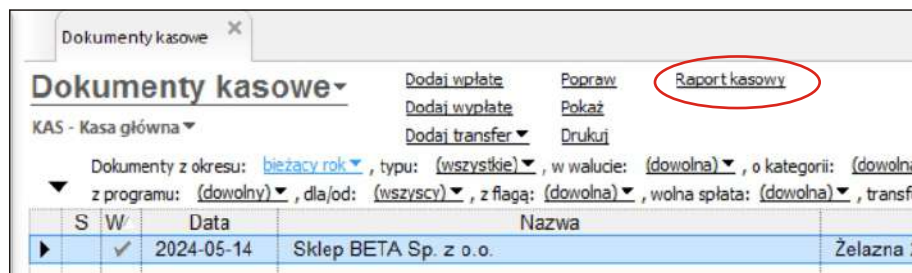 Dokumenty kasowe
Dokumenty kasowe
Dodaj wpłatę Popraw Raport kasowy
Dodaj wypłatę Pokaż
KAS - Kasa główna
Dodaj transfer Drukuj
Dokumenty z okresu: bieżący rok , typu: (wszystkie) , w walucie: (dowolna) , o kategorii: (dowolna
z programu: (dowolny) , dla/od: (wszyscy) , z flagą: (dowolna) , wolna spłata: (dowolna) , transf
S W Data Nazwa
2024-05-14 Sklep BETA Sp. z o.o. Żelazna